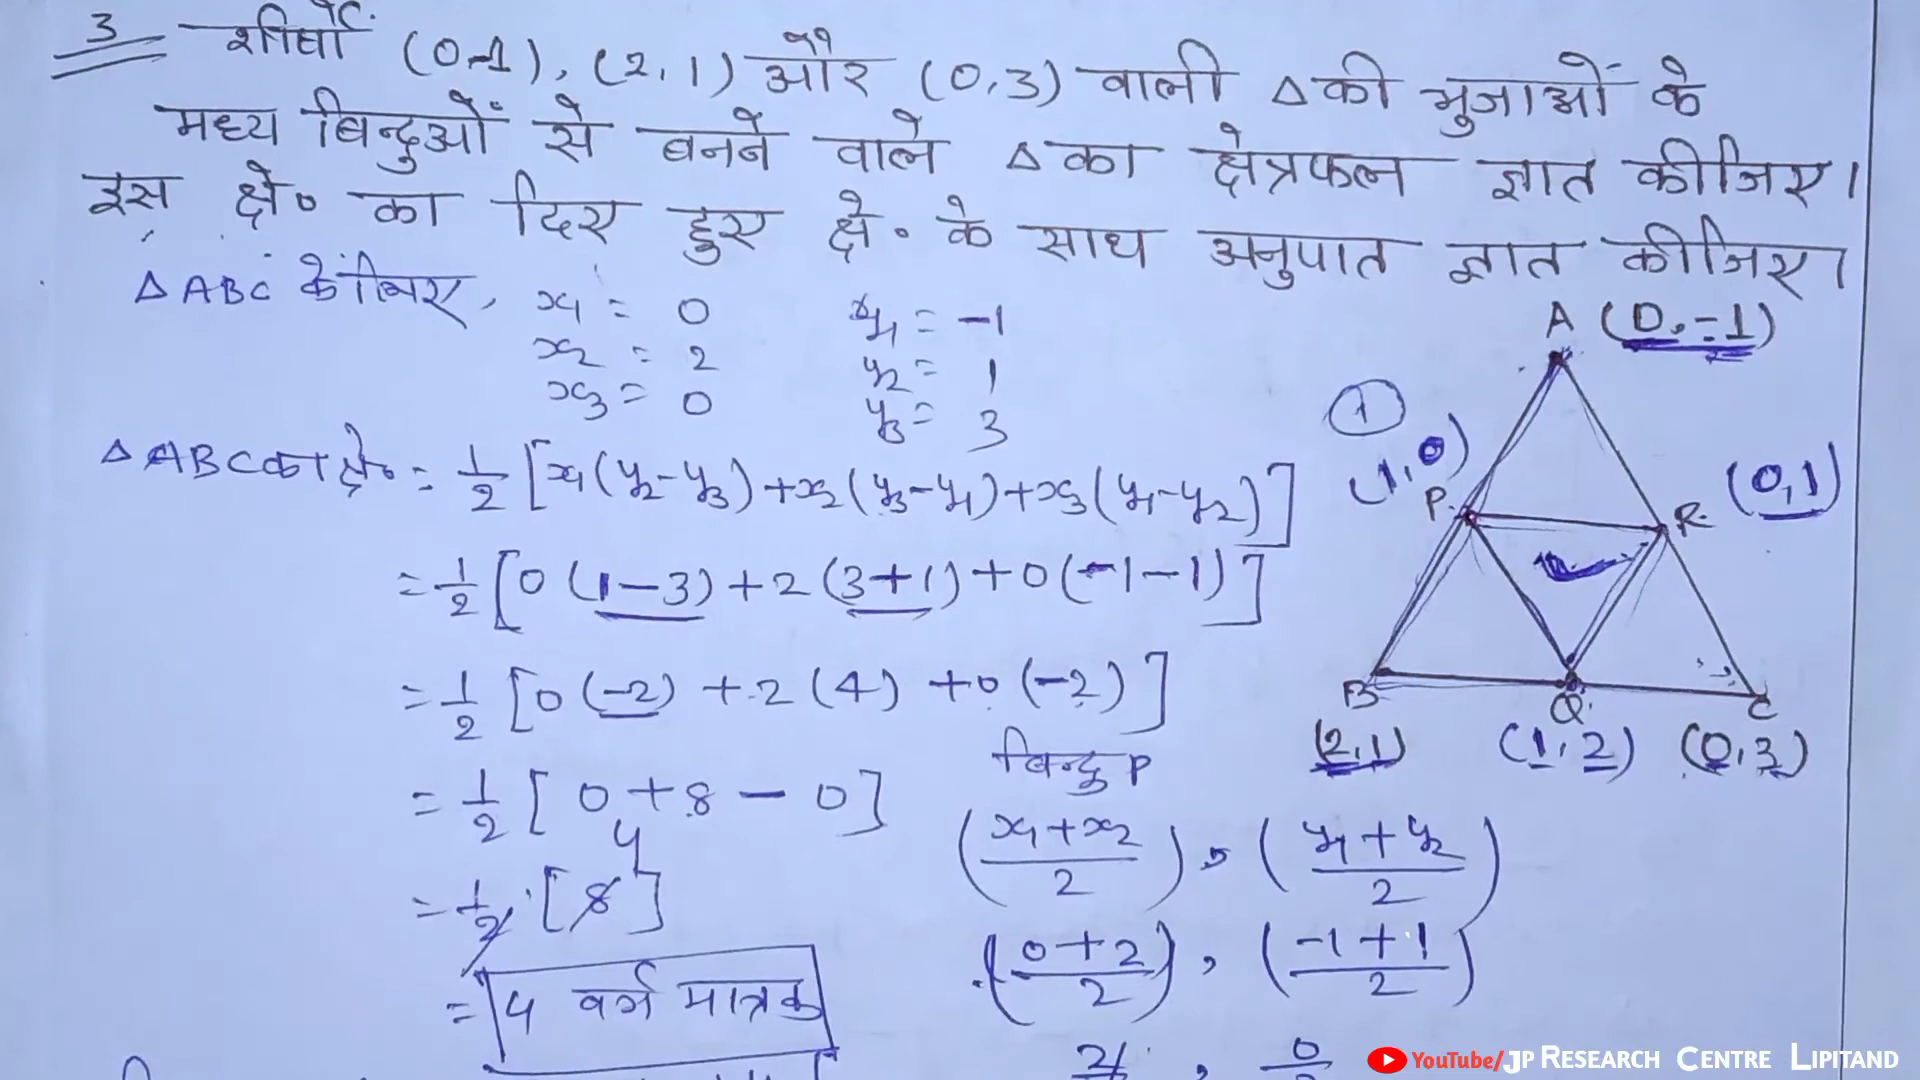 3 शीर्षों (0,-1), (2,1) और (0,3) वाली △ की भुजाओं के
मध्य बिन्दुओं से बनने वाले △ का क्षेत्रफल ज्ञात कीजिए।
इस क्षे० का दिए हुए क्षे० के साथ अनुपात ज्ञात कीजिए।
△ABC के लिए,
x₁ = 0 y₁ = -1
x₂ = 2 y₂ = 1
x₃ = 0 y₃ = 3
△ABC का क्षे० = 1/2 [x₁(y₂-y₃)+x₂(y₃-y₁)+x₃(y₁-y₂)]
= 1/2 [0(1-3)+2(3+1)+0(-1-1)]
= 1/2 [0(-2)+2(4)+0(-2)]
= 1/2 [0+8-0]
4
= 1/2 [8]
= 4 वर्ग मात्रक
A (0,-1)
1
(1,0)
P
R (0,1)
B Q C
(2,1) (1,2) (0,3)
बिन्दु P
(x₁+x₂/2), (y₁+y₂/2)
(0+2/2), (-1+1/2)
2 , 0
YouTube/JP RESEARCH CENTRE LIPITAND